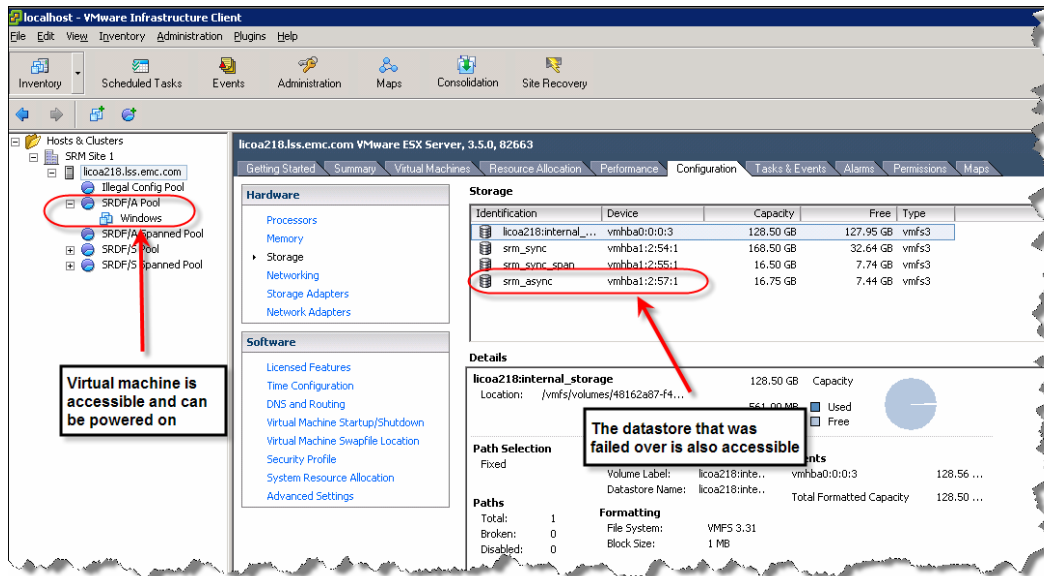 localhost - VMware Infrastructure Client
File Edit View Inventory Administration Plugins Help
Inventory Scheduled Tasks Events Administration Maps Consolidation Site Recovery
Hosts & Clusters
SRM Site 1
licoa218.lss.emc.com
Illegal Config Pool
SRDF/A Pool
Windows
SRDF/A Spanned Pool
SRDF/S Pool
SRDF/S Spanned Pool
Virtual machine is
accessible and can
be powered on
licoa218.lss.emc.com VMware ESX Server, 3.5.0, 82663
Getting Started Summary Virtual Machines Resource Allocation Performance Configuration Tasks & Events Alarms Permissions Maps
Hardware
Processors
Memory
Storage
Networking
Storage Adapters
Network Adapters
Software
Licensed Features
Time Configuration
DNS and Routing
Virtual Machine Startup/Shutdown
Virtual Machine Swapfile Location
Security Profile
System Resource Allocation
Advanced Settings
Storage
Identification Device Capacity Free Type
licoa218:internal_... vmhba0:0:0:3 128.50 GB 127.95 GB vmfs3
srm_sync vmhba1:2:54:1 168.50 GB 32.64 GB vmfs3
srm_sync_span vmhba1:2:55:1 16.50 GB 7.74 GB vmfs3
srm_async vmhba1:2:57:1 16.75 GB 7.44 GB vmfs3
Details
licoa218:internal_storage 128.50 GB Capacity
Location: /vmfs/volumes/48162a87-f4...
561.00 MB Used
Free
The datastore that was
failed over is also accessible
Path Selection
Fixed
Volume Label: licoa218:inte.. vmhba0:0:0:3 128.56 ...
Datastore Name: licoa218:inte.. Total Formatted Capacity 128.50 ...
Paths
Total: 1
Broken: 0
Disabled: 0
Formatting
File System: VMFS 3.31
Block Size: 1 MB